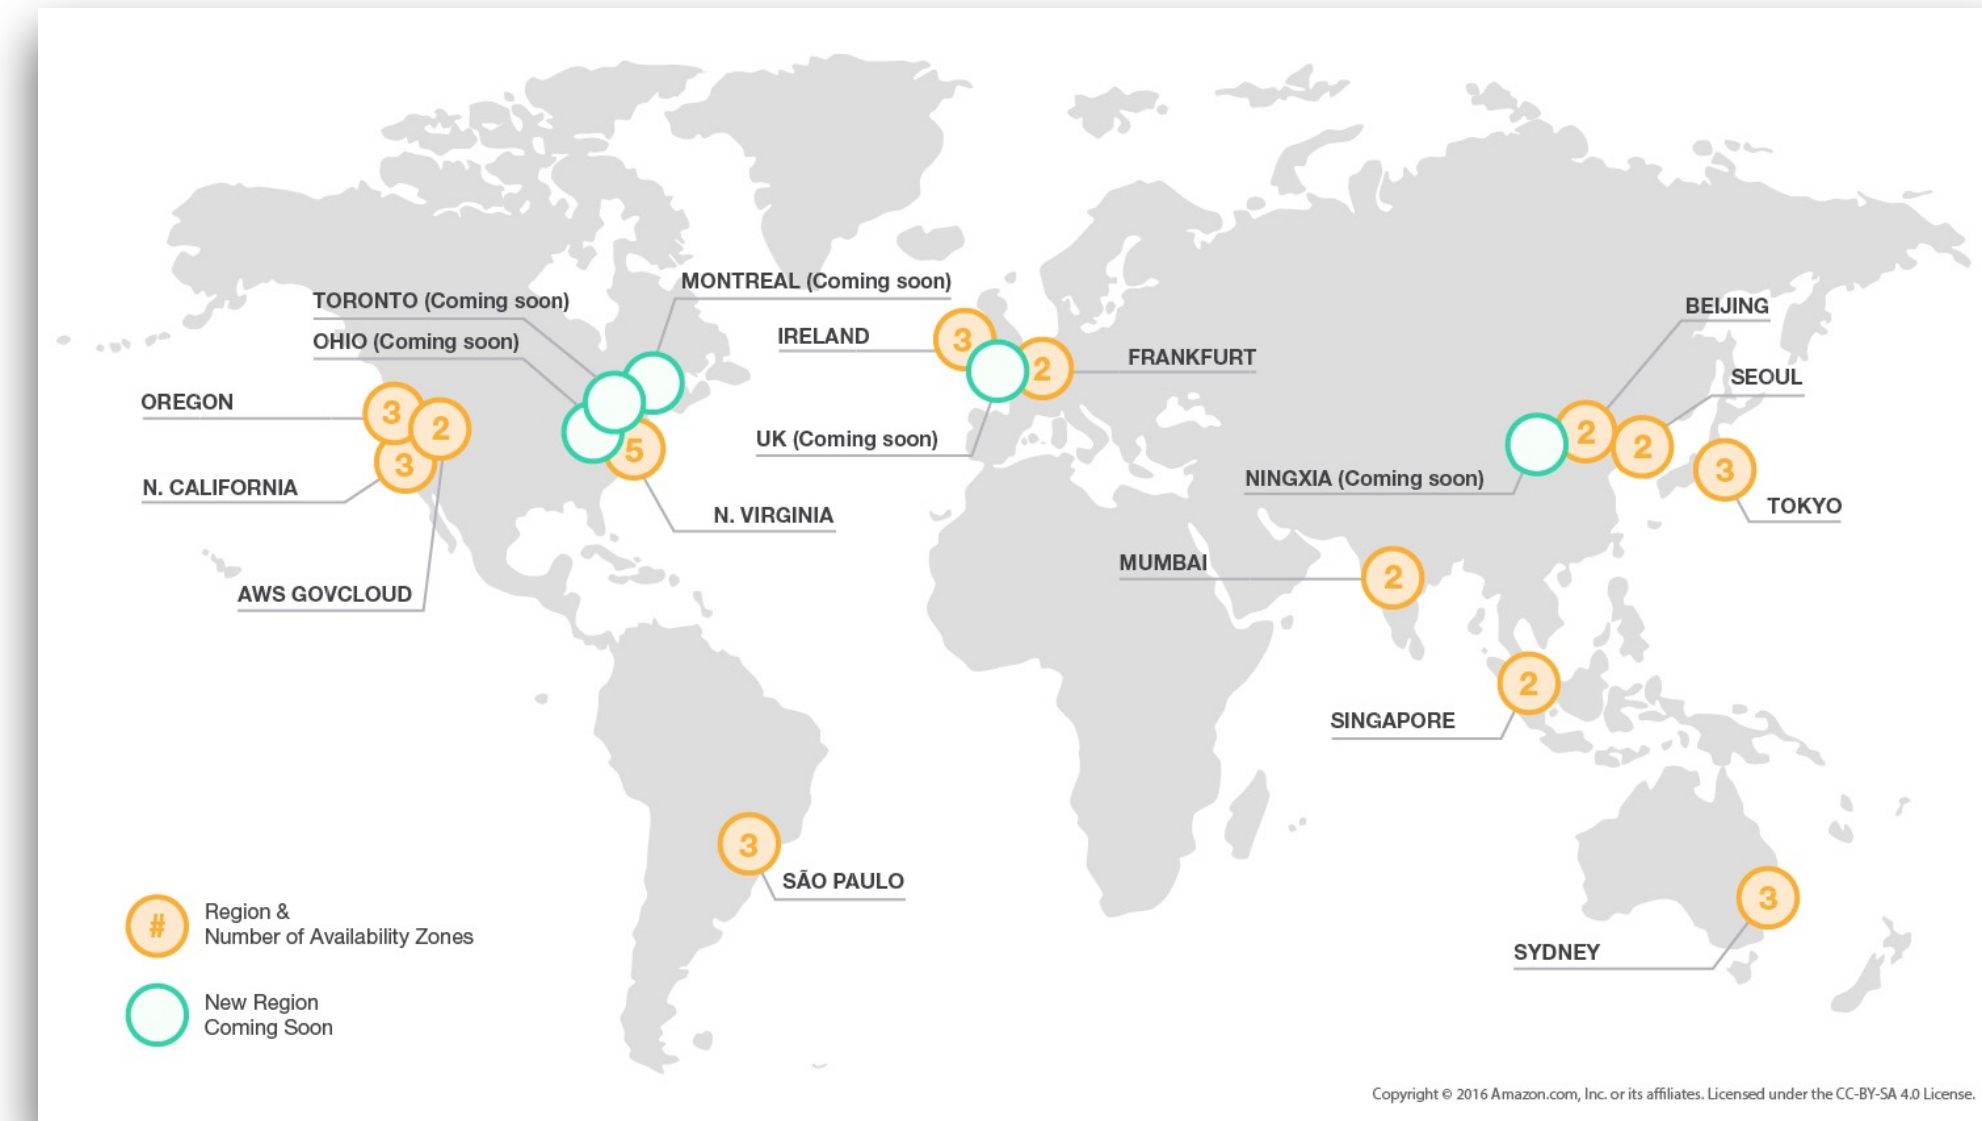 MONTREAL (Coming soon)
TORONTO (Coming soon)
OHIO (Coming soon)
IRELAND
3
FRANKFURT
2
BEIJING
SEOUL
OREGON
3
2
3
5
UK (Coming soon)
2
2
3
NINGXIA (Coming soon)
N. CALIFORNIA
N. VIRGINIA
TOKYO
MUMBAI
2
AWS GOVCLOUD
2
SINGAPORE
3
SÃO PAULO
3
SYDNEY
#
Region &
Number of Availability Zones
New Region
Coming Soon
Copyright © 2016 Amazon.com, Inc. or its affiliates. Licensed under the CC-BY-SA 4.0 License.